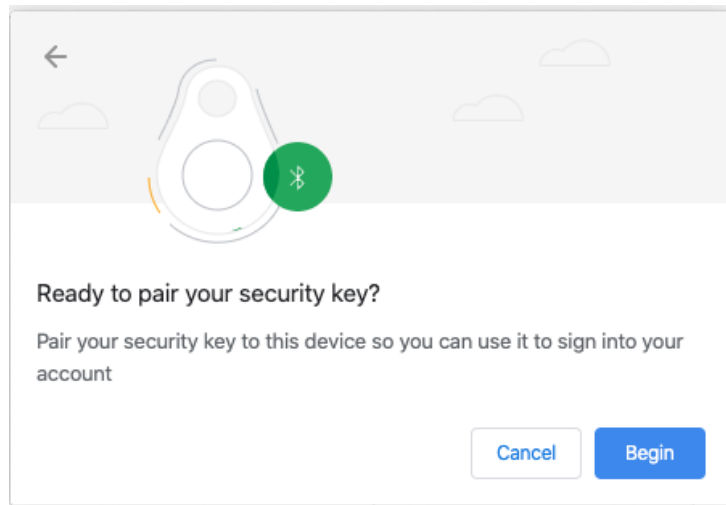 Ready to pair your security key?
Pair your security key to this device so you can use it to sign into your
account
Cancel
Begin